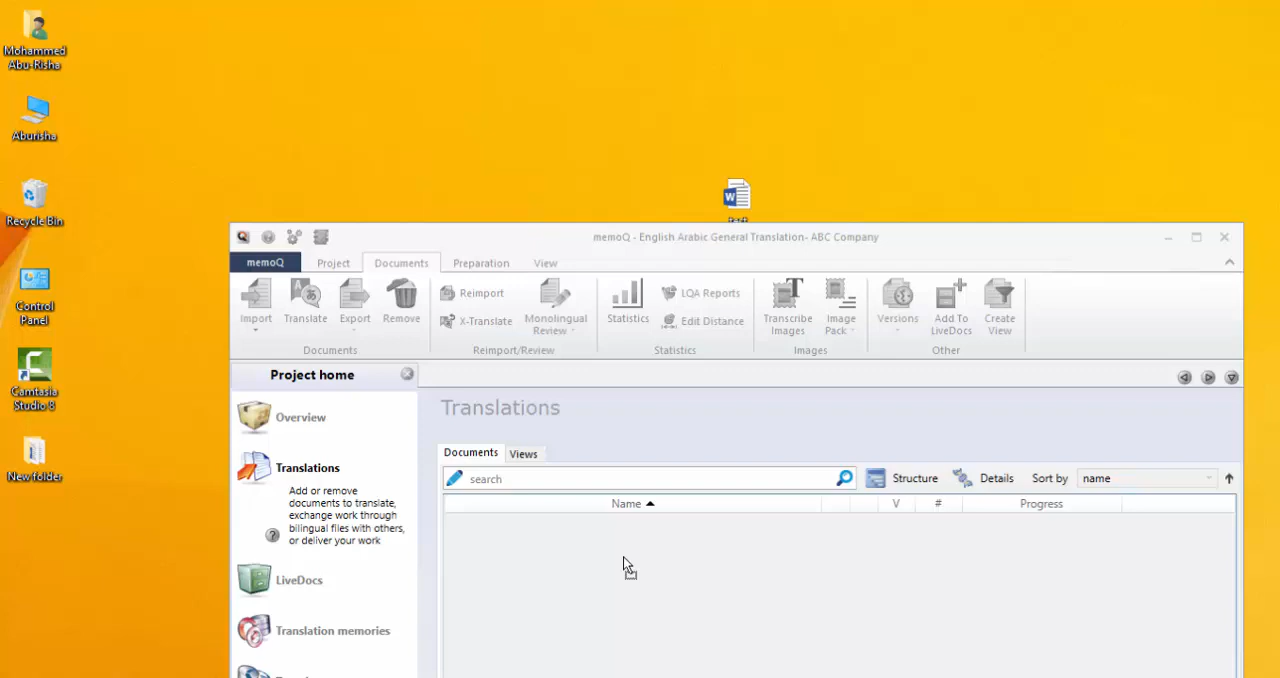 Mohammed
Abu-Risha
Aburisha
Recycle Bin
Control
Panel
Camtasia
Studio 8
New folder
test
memoQ - English Arabic General Translation- ABC Company
memoQ
Project
Documents
Preparation
View
Import
Translate
Export
Remove
Documents
Reimport
X-Translate
Monolingual
Review
Reimport/Review
Statistics
LQA Reports
Edit Distance
Statistics
Transcribe
Images
Image
Pack
Images
Versions
Add To
LiveDocs
Create
View
Other
Project home
Overview
Translations
Add or remove
documents to translate,
exchange work through
bilingual files with others,
or deliver your work
LiveDocs
Translation memories
Translations
Documents
Views
search
Structure
Details
Sort by
name
Name
V
#
Progress